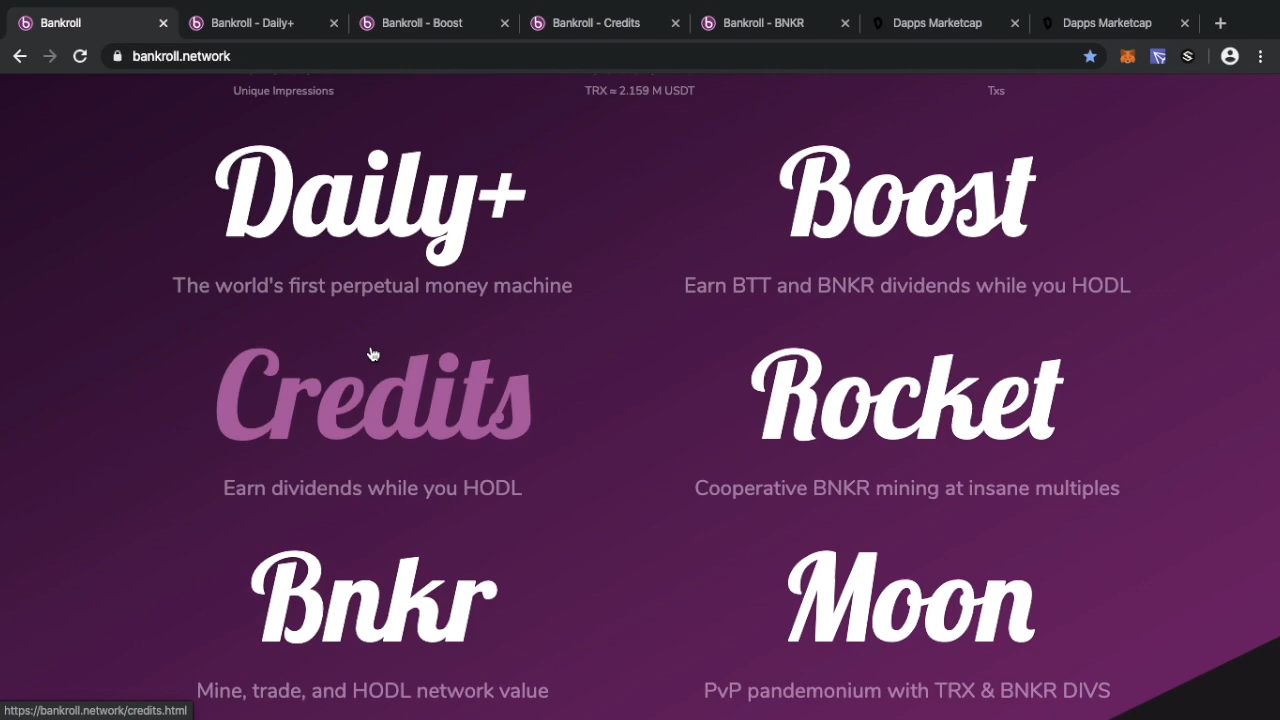 Bankroll
Bankroll - Daily+
Bankroll - Boost
Bankroll - Credits
Bankroll - BNKR
Dapps Marketcap
Dapps Marketcap
bankroll.network
Unique Impressions
TRX ≈ 2.159 M USDT
Txs
Daily+
Boost
The world's first perpetual money machine
Earn BTT and BNKR dividends while you HODL
Credits
Rocket
Earn dividends while you HODL
Cooperative BNKR mining at insane multiples
Bnkr
Moon
Mine, trade, and HODL network value
PvP pandemonium with TRX & BNKR DIVS
https://bankroll.network/credits.html